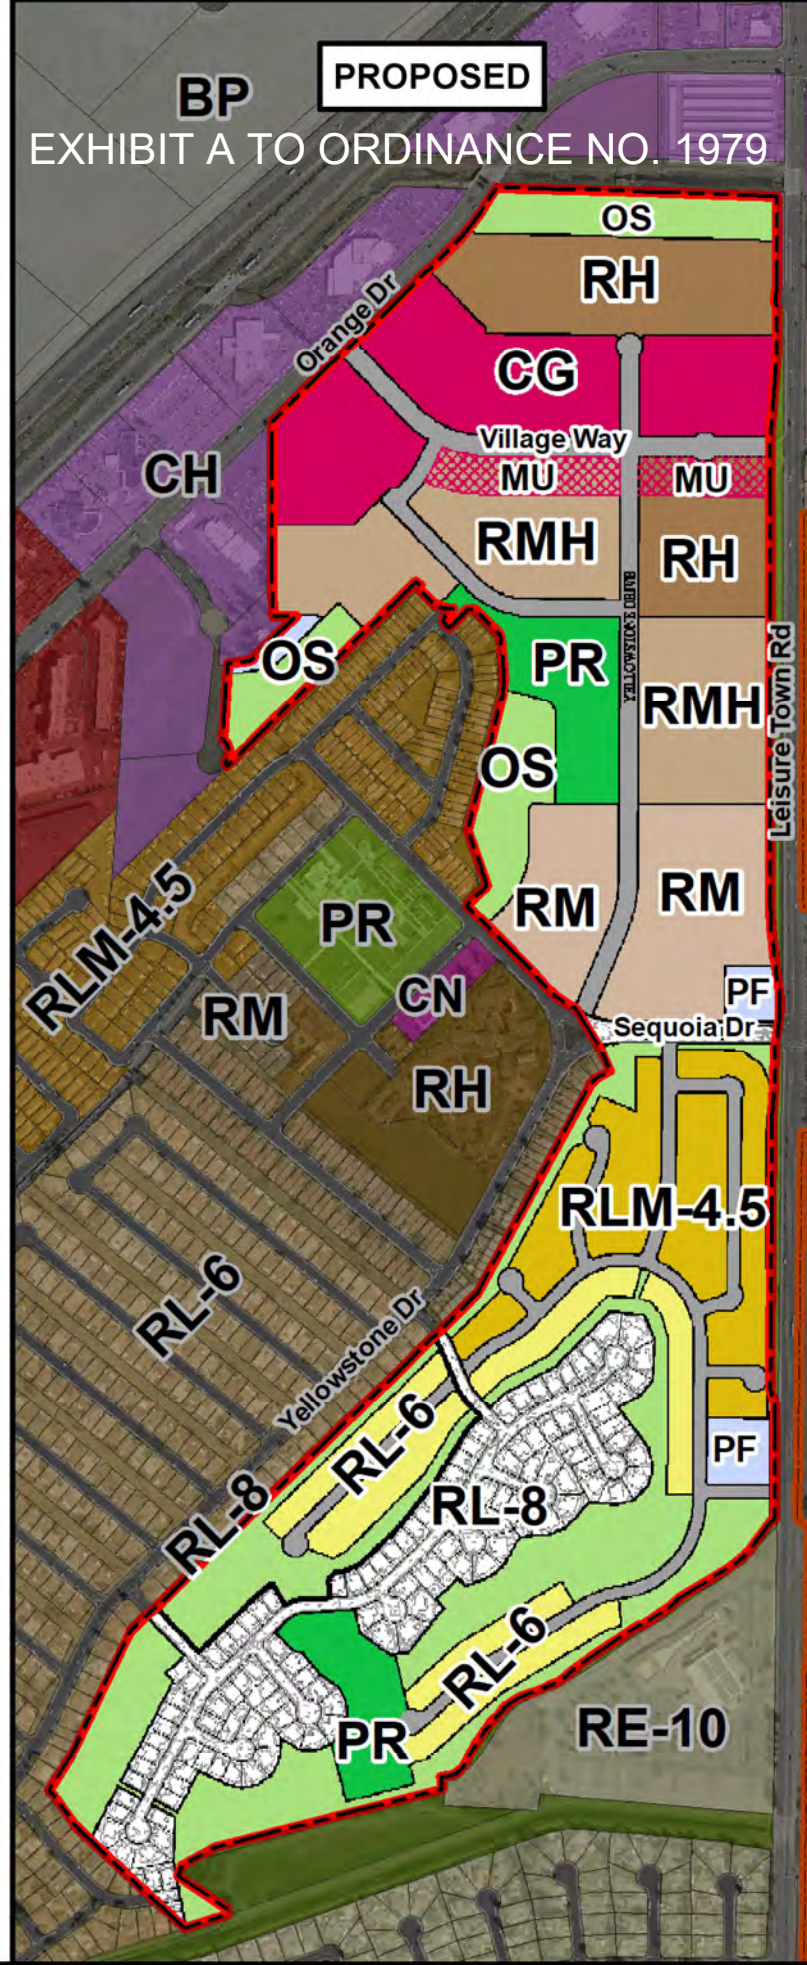 PROPOSED
BP
EXHIBIT A TO ORDINANCE NO. 1979
OS
RH
Orange Dr
CG
Village Way
CH
MU
MU
RMH
RH
OS
PR
RMH
Leisure Town Rd
OS
RLM-4.5
PR
RM
RM
CN
RM
PF
Sequoia Dr
RH
RLM-4.5
RL-6
Yellowstone Dr
RL-6
PF
RL-8
RL-8
RL-6
PR
RE-10